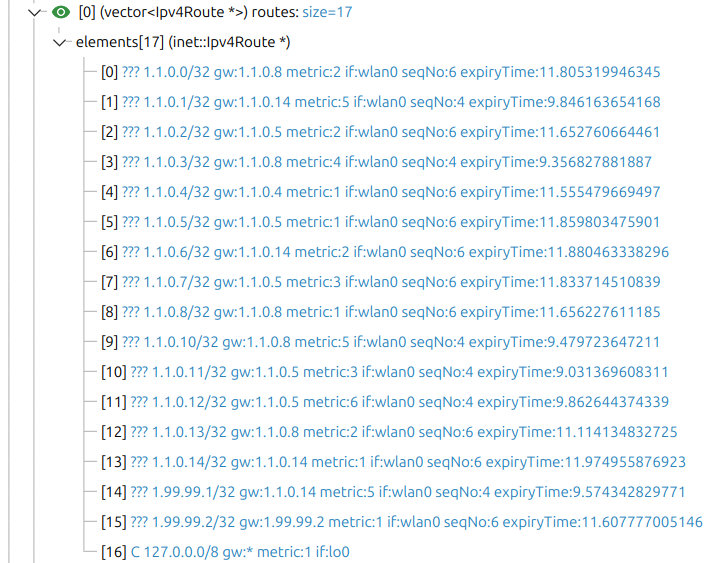 [0] (vector<Ipv4Route *>) routes: size=17
elements[17] (inet::Ipv4Route *)
[0] ??? 1.1.0.0/32 gw:1.1.0.8 metric:2 if:wlan0 seqNo:6 expiryTime:11.805319946345
[1] ??? 1.1.0.1/32 gw:1.1.0.14 metric:5 if:wlan0 seqNo:4 expiryTime:9.846163654168
[2] ??? 1.1.0.2/32 gw:1.1.0.5 metric:2 if:wlan0 seqNo:6 expiryTime:11.652760664461
[3] ??? 1.1.0.3/32 gw:1.1.0.8 metric:4 if:wlan0 seqNo:4 expiryTime:9.356827881887
[4] ??? 1.1.0.4/32 gw:1.1.0.4 metric:1 if:wlan0 seqNo:6 expiryTime:11.555479669497
[5] ??? 1.1.0.5/32 gw:1.1.0.5 metric:1 if:wlan0 seqNo:6 expiryTime:11.859803475901
[6] ??? 1.1.0.6/32 gw:1.1.0.14 metric:2 if:wlan0 seqNo:6 expiryTime:11.880463338296
[7] ??? 1.1.0.7/32 gw:1.1.0.5 metric:3 if:wlan0 seqNo:6 expiryTime:11.833714510839
[8] ??? 1.1.0.8/32 gw:1.1.0.8 metric:1 if:wlan0 seqNo:6 expiryTime:11.656227611185
[9] ??? 1.1.0.10/32 gw:1.1.0.8 metric:5 if:wlan0 seqNo:4 expiryTime:9.479723647211
[10] ??? 1.1.0.11/32 gw:1.1.0.5 metric:3 if:wlan0 seqNo:4 expiryTime:9.031369608311
[11] ??? 1.1.0.12/32 gw:1.1.0.5 metric:6 if:wlan0 seqNo:4 expiryTime:9.862644374339
[12] ??? 1.1.0.13/32 gw:1.1.0.8 metric:2 if:wlan0 seqNo:6 expiryTime:11.114134832725
[13] ??? 1.1.0.14/32 gw:1.1.0.14 metric:1 if:wlan0 seqNo:6 expiryTime:11.974955876923
[14] ??? 1.99.99.1/32 gw:1.1.0.14 metric:5 if:wlan0 seqNo:4 expiryTime:9.574342829771
[15] ??? 1.99.99.2/32 gw:1.99.99.2 metric:1 if:wlan0 seqNo:6 expiryTime:11.607777005146
[16] C 127.0.0.0/8 gw:* metric:1 if:lo0